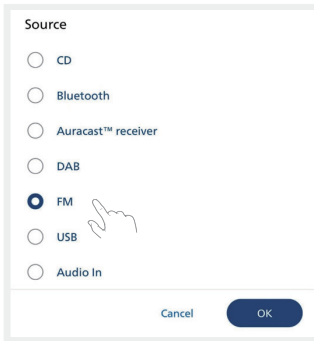 Source
CD
Bluetooth
Auracast™ receiver
DAB
FM
USB
Audio In
Cancel
OK